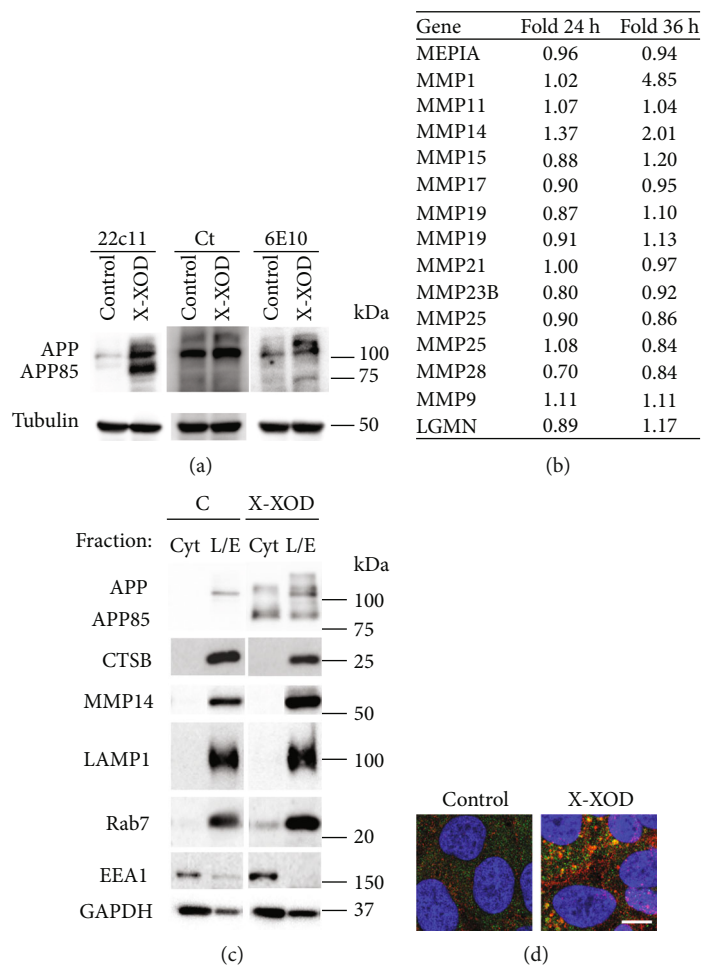 22c11 Ct 6E10
Control X-XOD Control X-XOD Control X-XOD
kDa
APP
100
APP85
75
Tubulin
50
(a)
Gene Fold 24 h Fold 36 h
MEPIA 0.96 0.94
MMP1 1.02 4.85
MMP11 1.07 1.04
MMP14 1.37 2.01
MMP15 0.88 1.20
MMP17 0.90 0.95
MMP19 0.87 1.10
MMP19 0.91 1.13
MMP21 1.00 0.97
MMP23B 0.80 0.92
MMP25 0.90 0.86
MMP25 1.08 0.84
MMP28 0.70 0.84
MMP9 1.11 1.11
LGMN 0.89 1.17
(b)
C X-XOD
Fraction: Cyt L/E Cyt L/E
kDa
APP
100
APP85
75
CTSB 25
MMP14
50
LAMP1 100
Rab7
20
EEA1
150
GAPDH 37
(c)
Control X-XOD
(d)